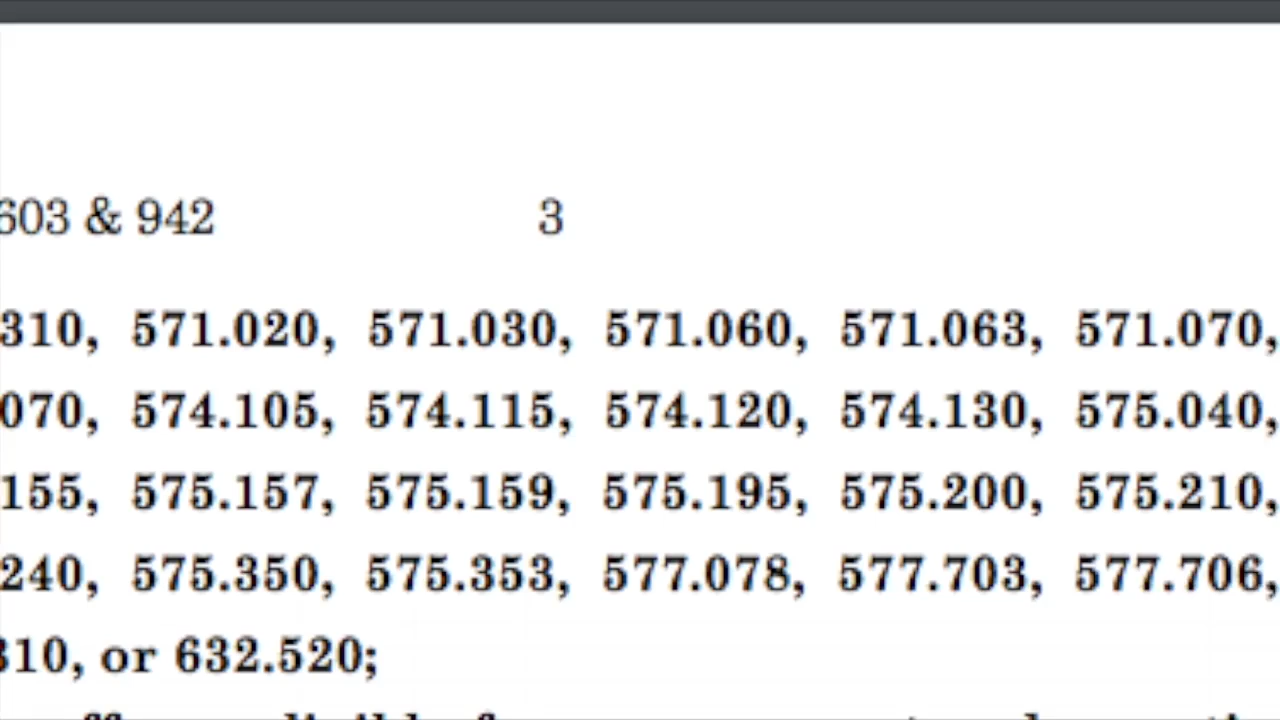 603 & 942 3
310, 571.020, 571.030, 571.060, 571.063, 571.070,
070, 574.105, 574.115, 574.120, 574.130, 575.040,
155, 575.157, 575.159, 575.195, 575.200, 575.210,
240, 575.350, 575.353, 577.078, 577.703, 577.706,
310, or 632.520;